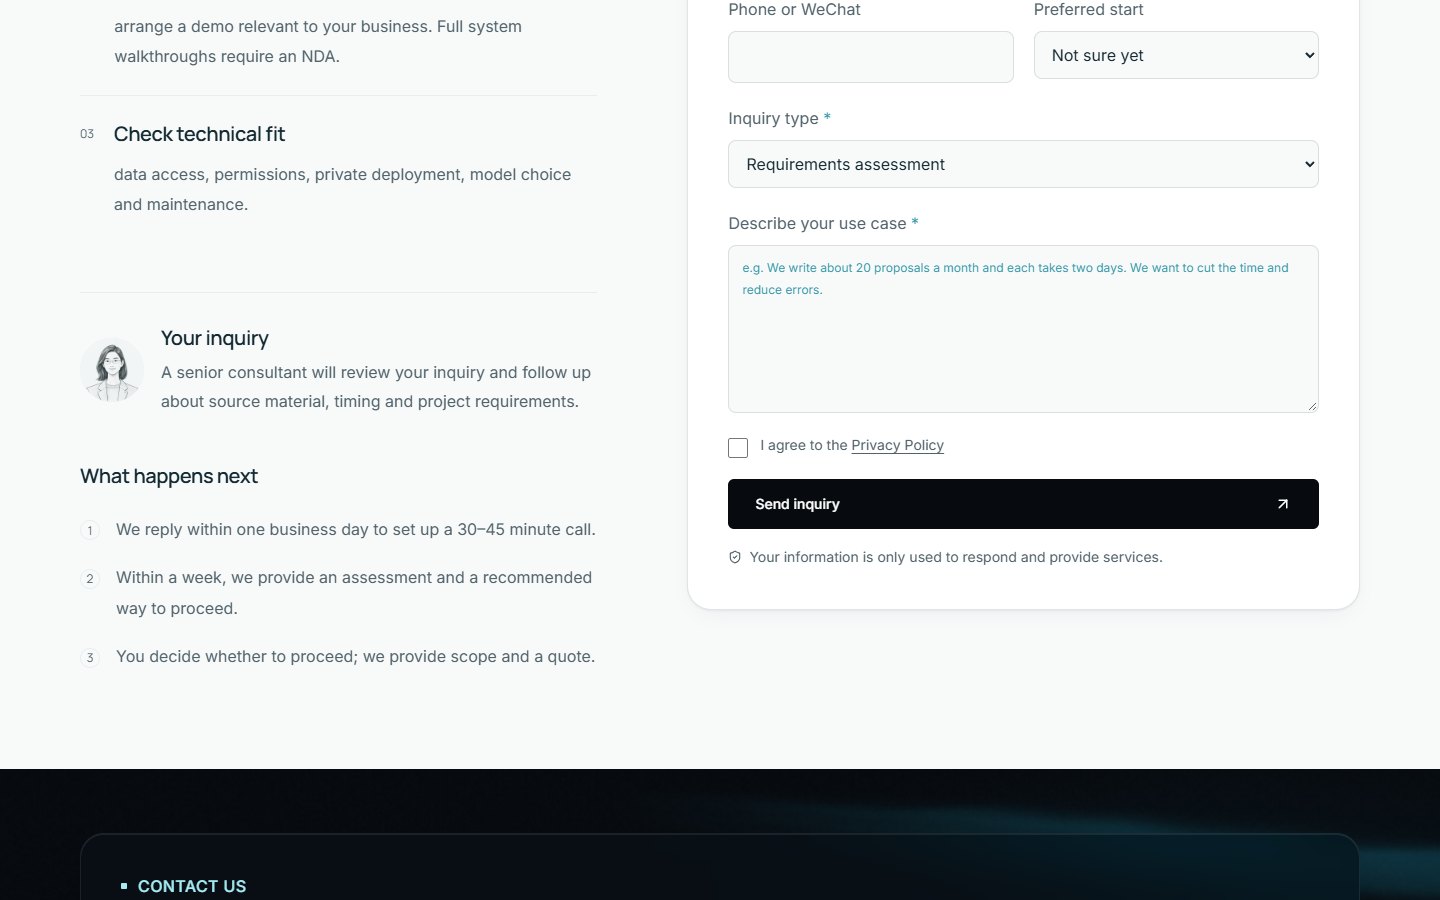 arrange a demo relevant to your business. Full system
walkthroughs require an NDA.
03
Check technical fit
data access, permissions, private deployment, model choice
and maintenance.
Your inquiry
A senior consultant will review your inquiry and follow up
about source material, timing and project requirements.
What happens next
1
We reply within one business day to set up a 30–45 minute call.
2
Within a week, we provide an assessment and a recommended
way to proceed.
3
You decide whether to proceed; we provide scope and a quote.
Phone or WeChat
Preferred start
Not sure yet
Inquiry type *
Requirements assessment
Describe your use case *
e.g. We write about 20 proposals a month and each takes two days. We want to cut the time and
reduce errors.
I agree to the Privacy Policy
Send inquiry
Your information is only used to respond and provide services.
CONTACT US